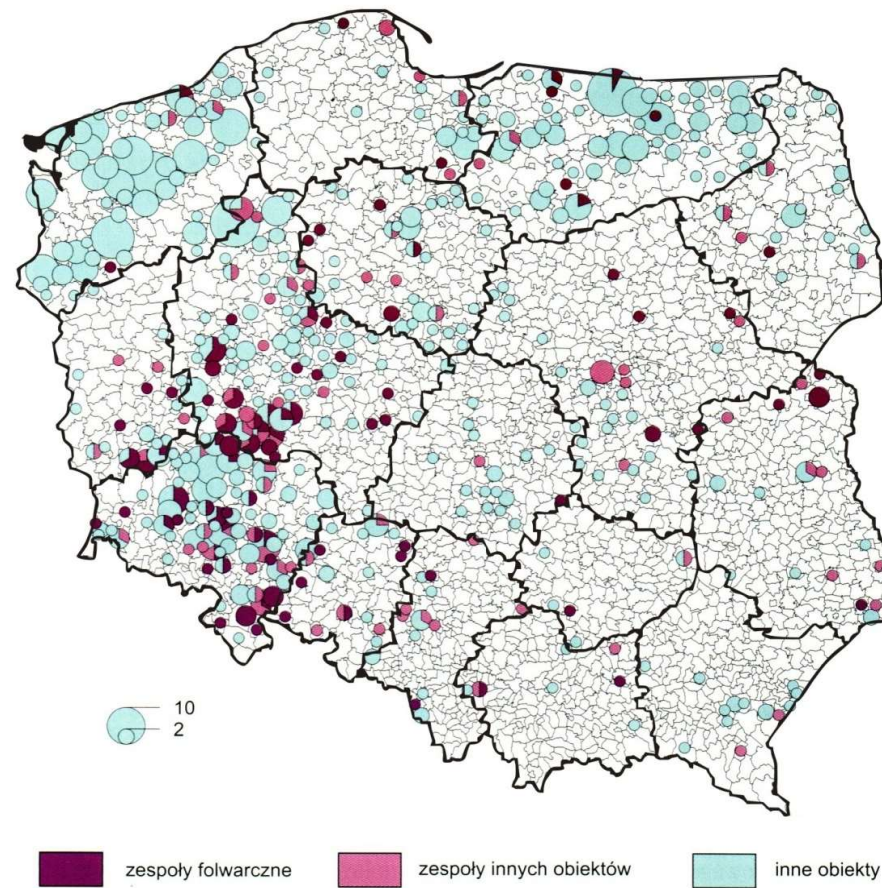 10
2
zespoły folwarczne
zespoły innych obiektów
inne obiekty